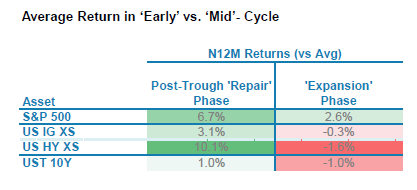 Average Return in 'Early' vs. 'Mid'- Cycle
N12M Returns (vs Avg)
Post-Trough 'Repair' 'Expansion'
Asset Phase Phase
S&P 500 6.7% 2.6%
US IG XS 3.1% -0.3%
US HY XS 10.1% -1.6%
UST 10Y 1.0% -1.0%